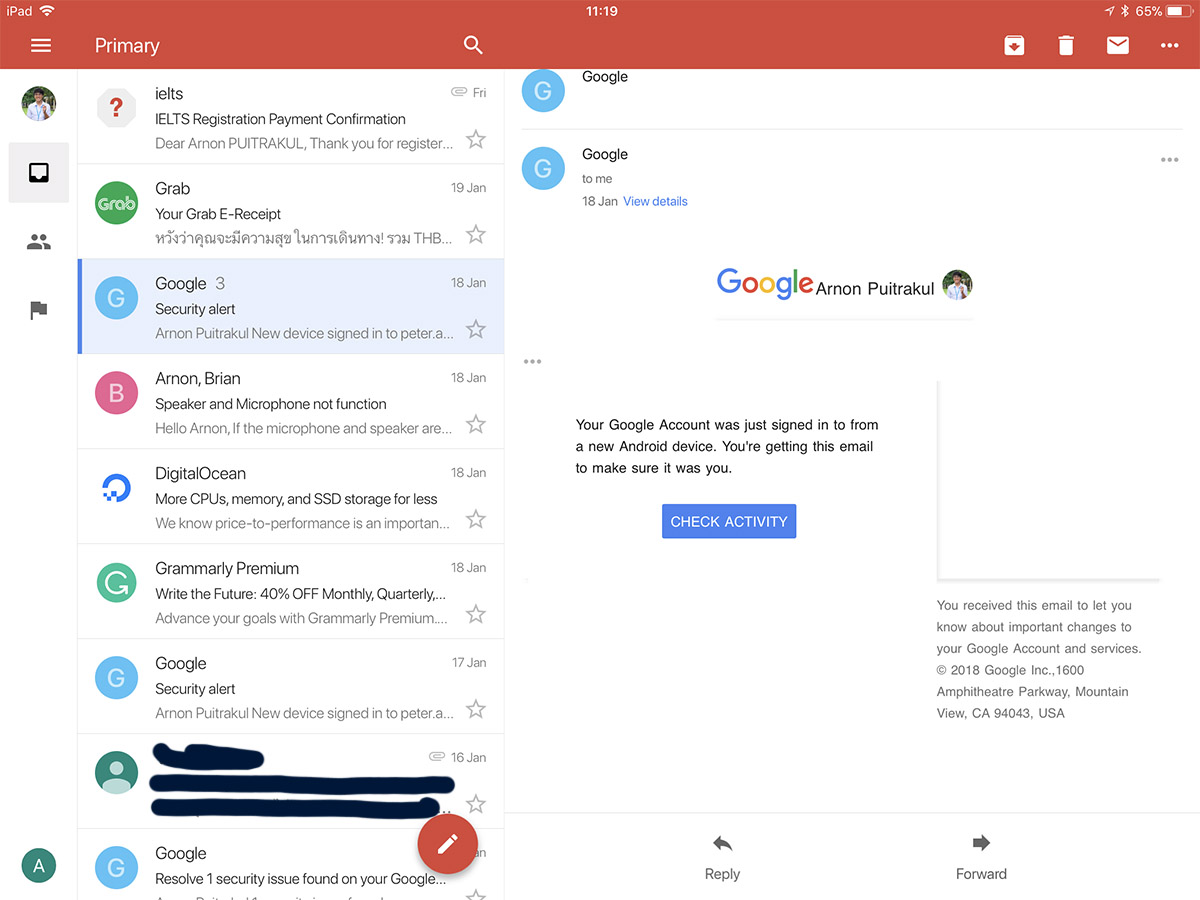 iPad
11:19
65%
Primary
?
ielts
Fri
IELTS Registration Payment Confirmation
Dear Arnon PUITRAKUL, Thank you for register...
Grab
Grab
19 Jan
Your Grab E-Receipt
หวังว่าคุณจะมีความสุข ในการเดินทาง! รวม THB...
G
Google 3
18 Jan
Security alert
Arnon Puitrakul New device signed in to peter.a...
B
Arnon, Brian
18 Jan
Speaker and Microphone not function
Hello Arnon, If the microphone and speaker are...
DigitalOcean
18 Jan
More CPUs, memory, and SSD storage for less
We know price-to-performance is an importan...
G
Grammarly Premium
18 Jan
Write the Future: 40% OFF Monthly, Quarterly,...
Advance your goals with Grammarly Premium....
G
Google
17 Jan
Security alert
Arnon Puitrakul New device signed in to peter.a...
16 Jan
A
G
Google
Resolve 1 security issue found on your Google...
G
Google
G
Google
to me
18 Jan View details
Google Arnon Puitrakul
Your Google Account was just signed in to from
a new Android device. You're getting this email
to make sure it was you.
CHECK ACTIVITY
You received this email to let you
know about important changes to
your Google Account and services.
© 2018 Google Inc.,1600
Amphitheatre Parkway, Mountain
View, CA 94043, USA
Reply
Forward